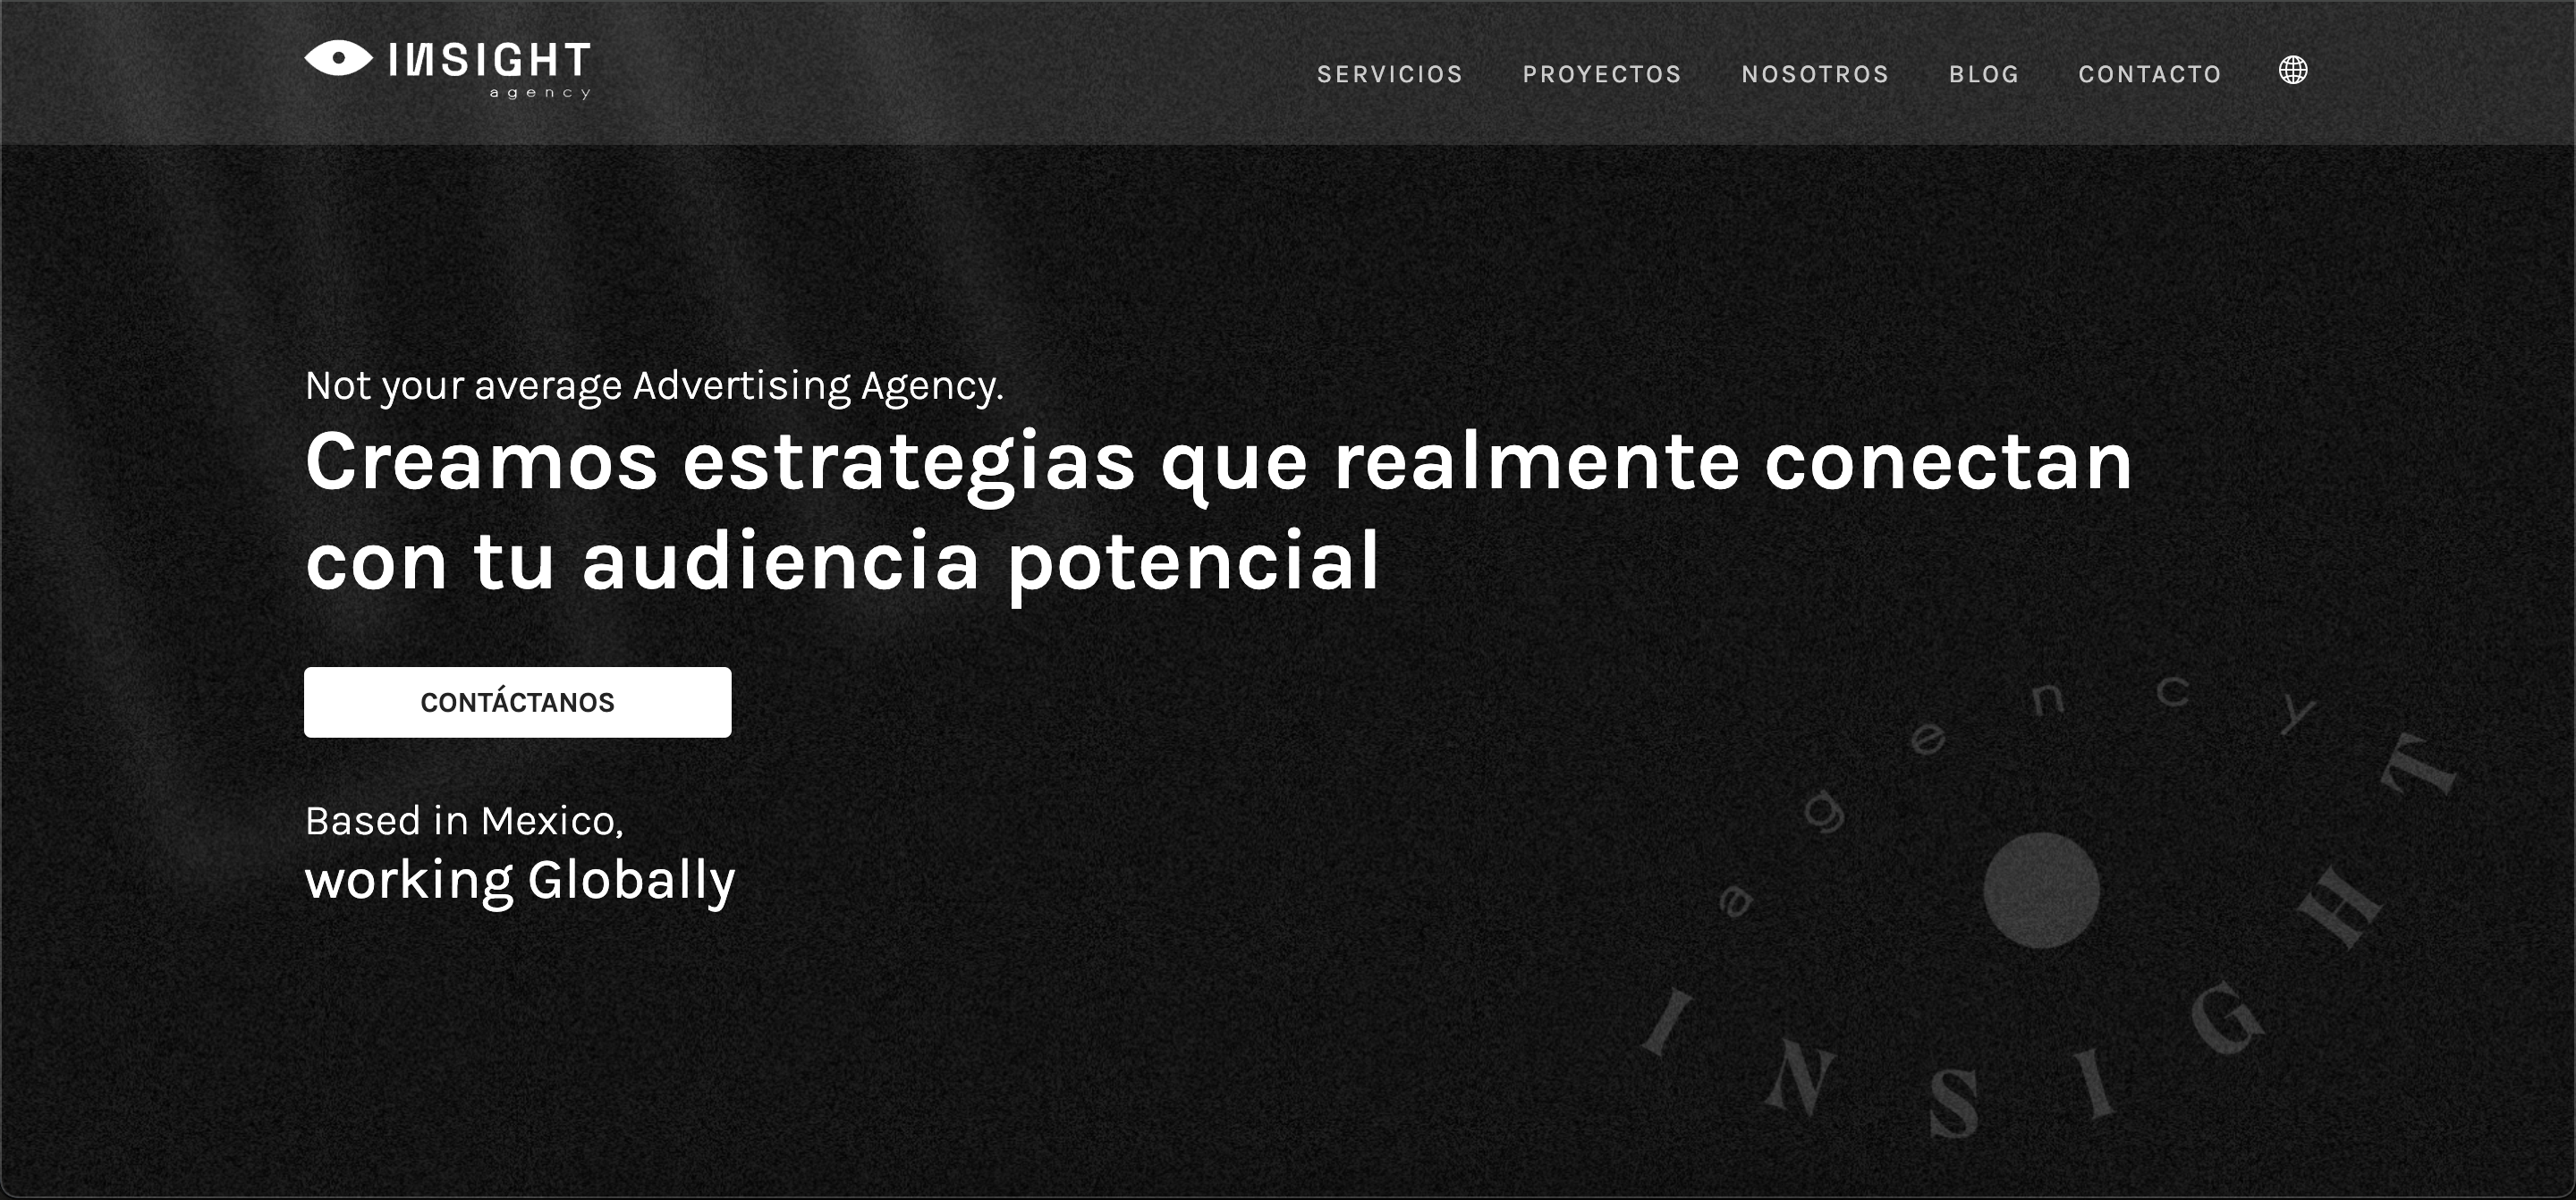 INSIGHT
agency
SERVICIOS PROYECTOS NOSOTROS BLOG CONTACTO
Not your average Advertising Agency.
Creamos estrategias que realmente conectan
con tu audiencia potencial
CONTÁCTANOS
Based in Mexico,
working Globally
agency
INSIGHT